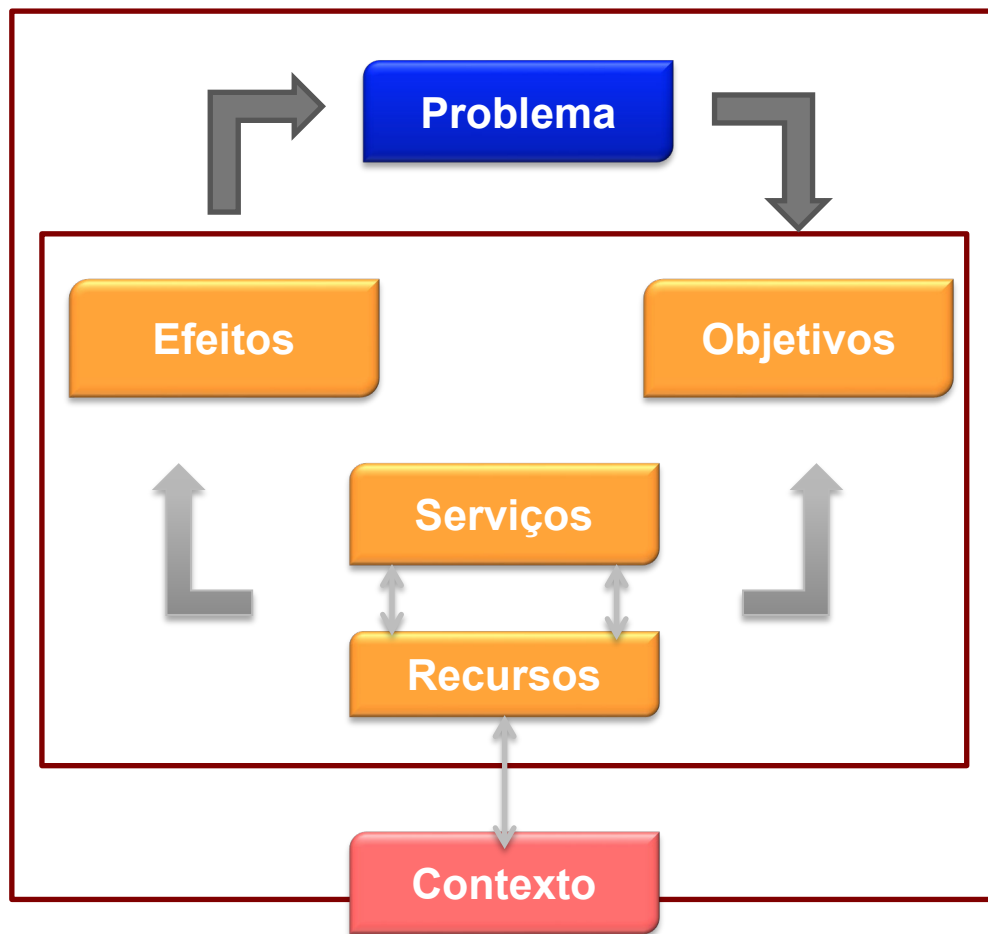 Problema
Efeitos
Objetivos
Serviços
Recursos
Contexto